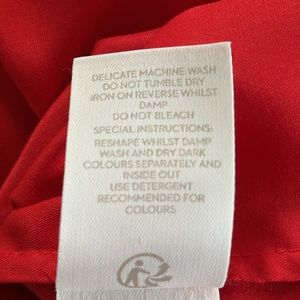 DELICATE MACHINE WASH
DO NOT TUMBLE DRY
IRON ON REVERSE WHILST
DAMP
DO NOT BLEACH
SPECIAL INSTRUCTIONS:
RESHAPE WHILST DAMP
WASH AND DRY DARK
COLOURS SEPARATELY AND
INSIDE OUT
USE DETERGENT
RECOMMENDED FOR
COLOURS